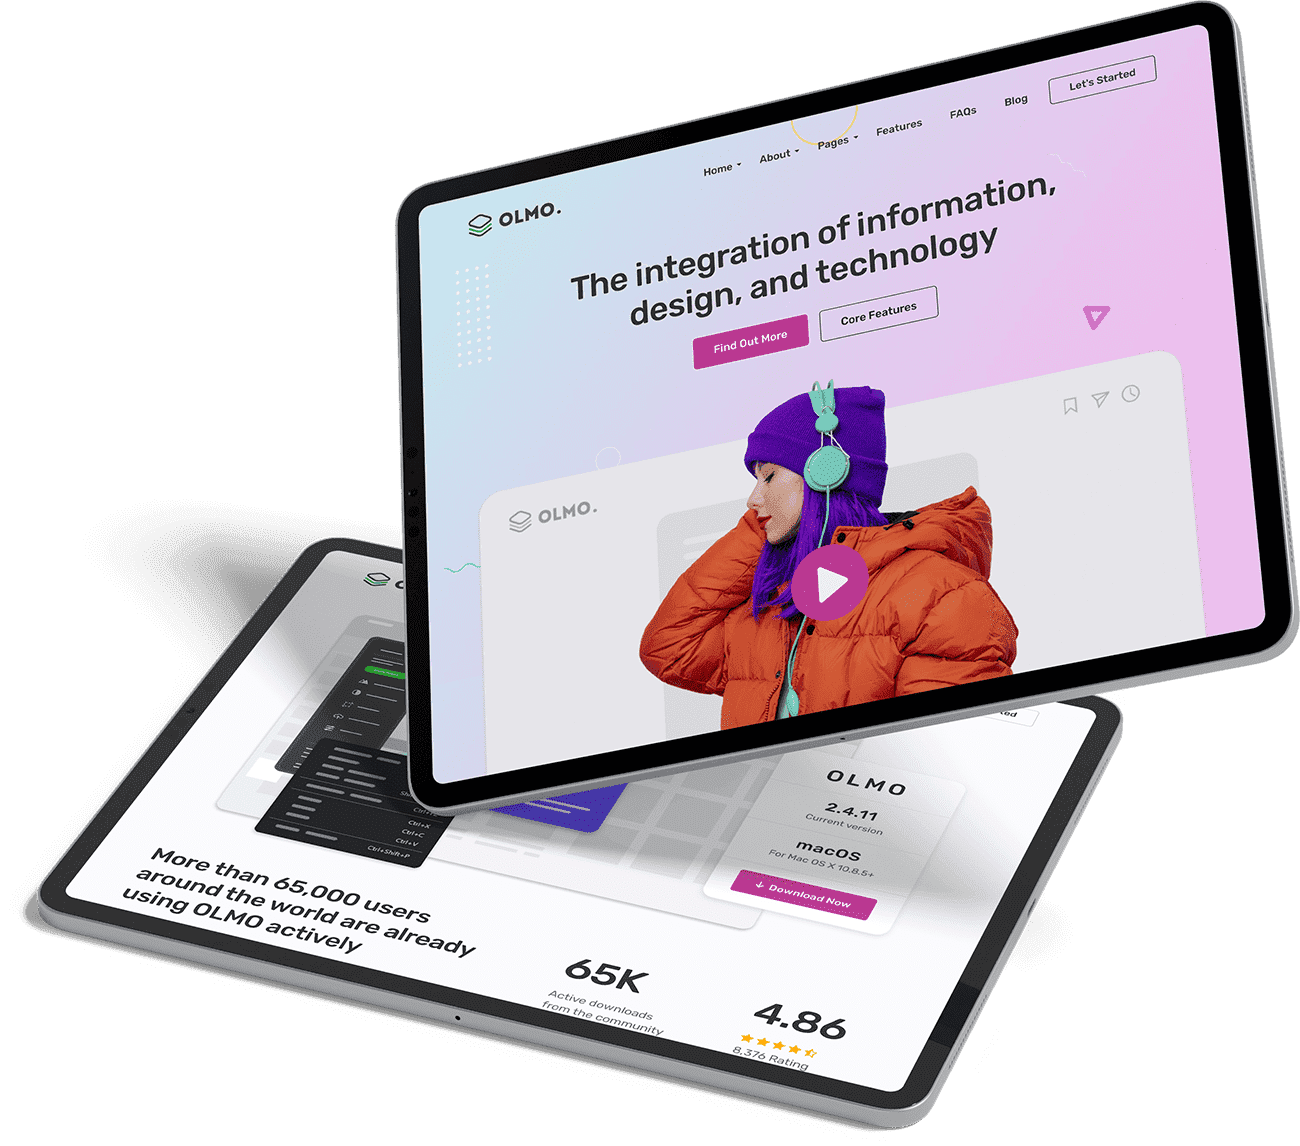 Home
About
Pages
Features
FAQs
Blog
Let's Started
OLMO.
The integration of information,
design, and technology
Find Out More
Core Features
OLMO.
Ctrl+X
Ctrl+C
Ctrl+V
Ctrl+Shift+P
OLMO
2.4.11
Current version
macOS
For Mac OS X 10.8.5+
Download Now
More than 65,000 users
around the world are already
using OLMO actively
65K
Active downloads
from the community
4.86
8,376 Rating